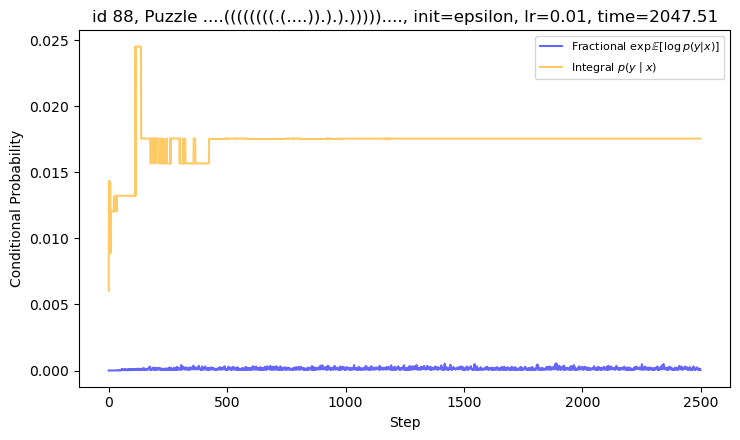 id 88, Puzzle ....((((((((.(....)).).).)))))...., init=epsilon, lr=0.01, time=2047.51
Fractional exp𝔼[log p(y|x)]
Integral p(y | x)
Conditional Probability
0.025
0.020
0.015
0.010
0.005
0.000
0
500
1000
1500
2000
2500
Step